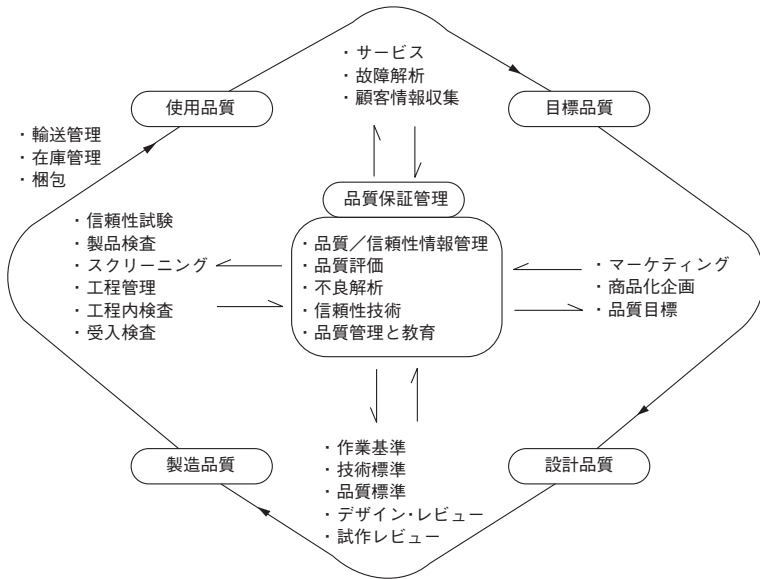 ・サービス
・故障解析
・顧客情報収集
使用品質
目標品質
・輸送管理
・在庫管理
・梱包
品質保証管理
・信頼性試験
・製品検査
・スクリーニング
・工程管理
・工程内検査
・受入検査
・品質／信頼性情報管理
・品質評価
・不良解析
・信頼性技術
・品質管理と教育
・マーケティング
・商品化企画
・品質目標
製造品質
設計品質
・作業基準
・技術標準
・品質標準
・デザイン・レビュー
・試作レビュー